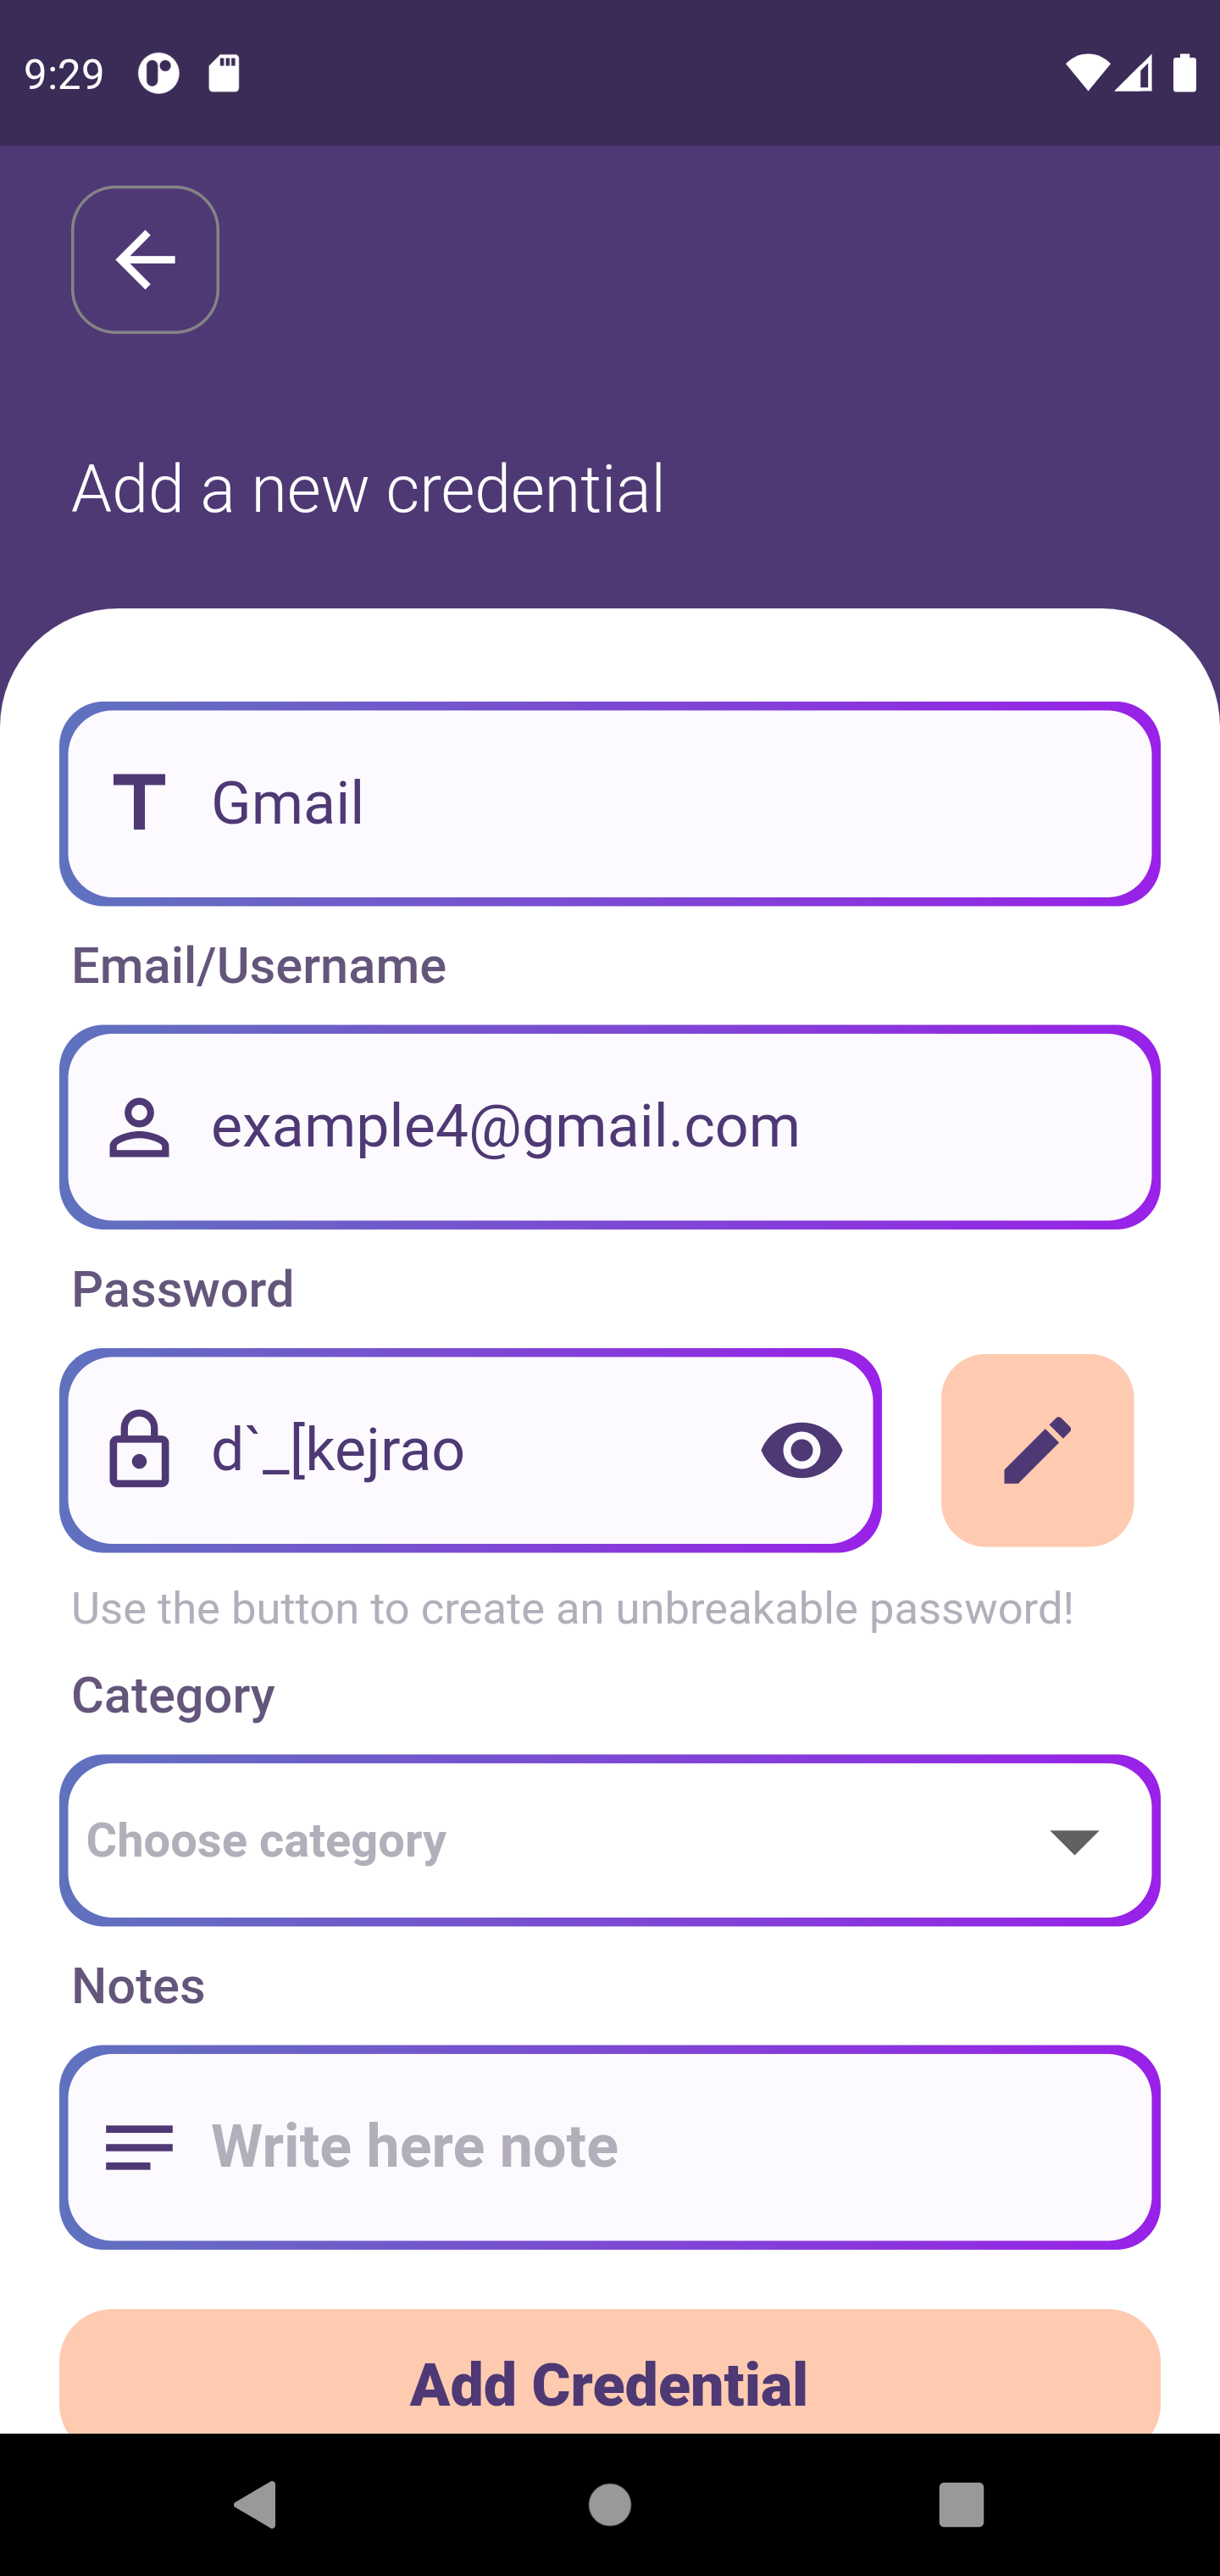 9:29
Add a new credential
Gmail
Email/Username
example4@gmail.com
Password
d`_[kejrao
Use the button to create an unbreakable password!
Category
Choose category
Notes
Write here note
Add Credential